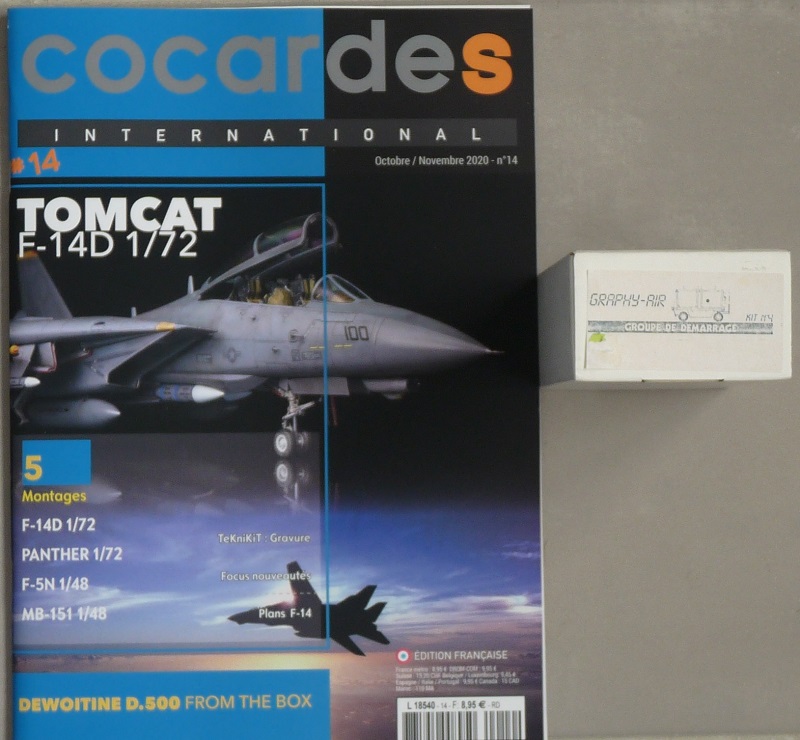 cocardes
INTERNATIONAL
#14
Octobre / Novembre 2020 - n°14
TOMCAT
F-14D 1/72
100
5
Montages
F-14D 1/72
PANTHER 1/72
F-5N 1/48
MB-151 1/48
TeKniKiT : Gravure
Focus nouveautés
Plans F-14
ÉDITION FRANÇAISE
DEWOITINE D.500 FROM THE BOX
L 18540 - 14 - F: 8,95 € - RD
GRAPHY-AIR
KIT N°4
GROUPE DE DEMARRAGE